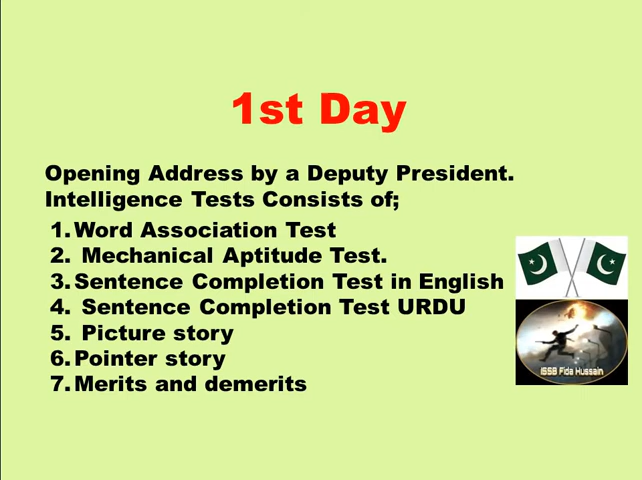 1st Day
Opening Address by a Deputy President.
Intelligence Tests Consists of;
1. Word Association Test
2. Mechanical Aptitude Test.
3. Sentence Completion Test in English
4. Sentence Completion Test URDU
5. Picture story
6. Pointer story
7. Merits and demerits
ISSB Fida Hussain